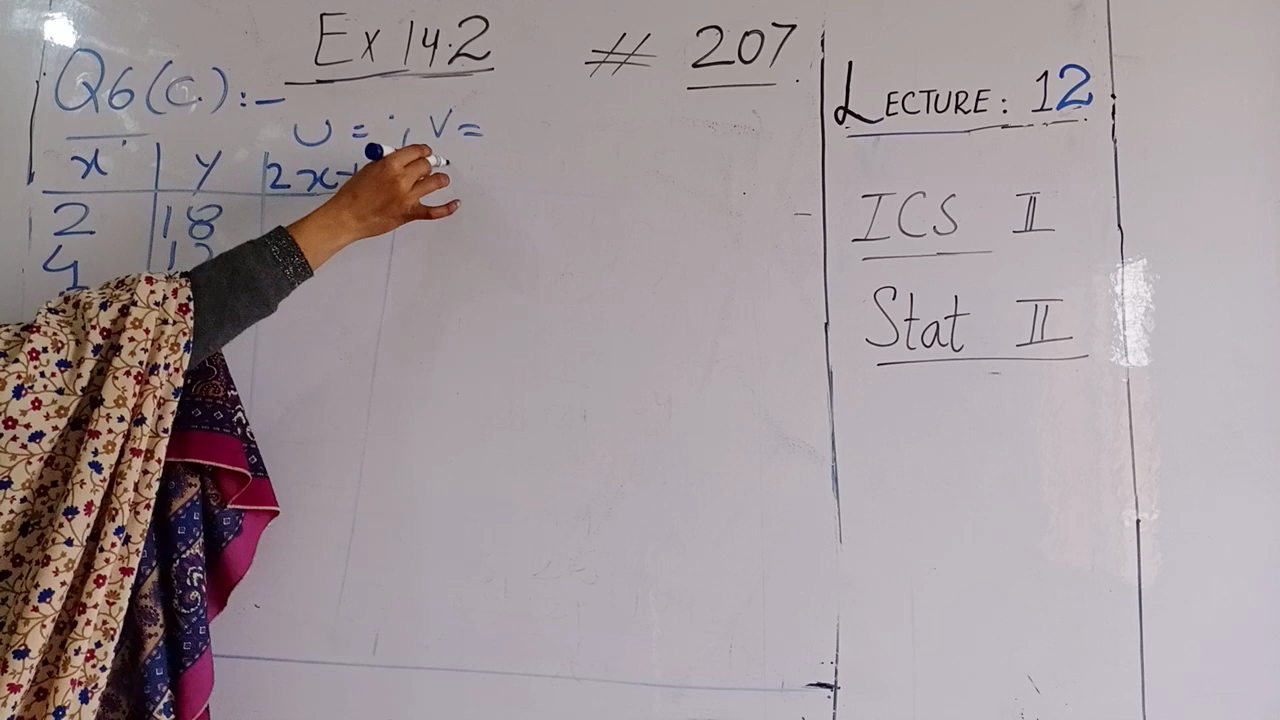 Ex 14.2 # 207
Q6(C.):-
U = , V =
x y 2x+
2 18
4
LECTURE: 12
ICS II
Stat II